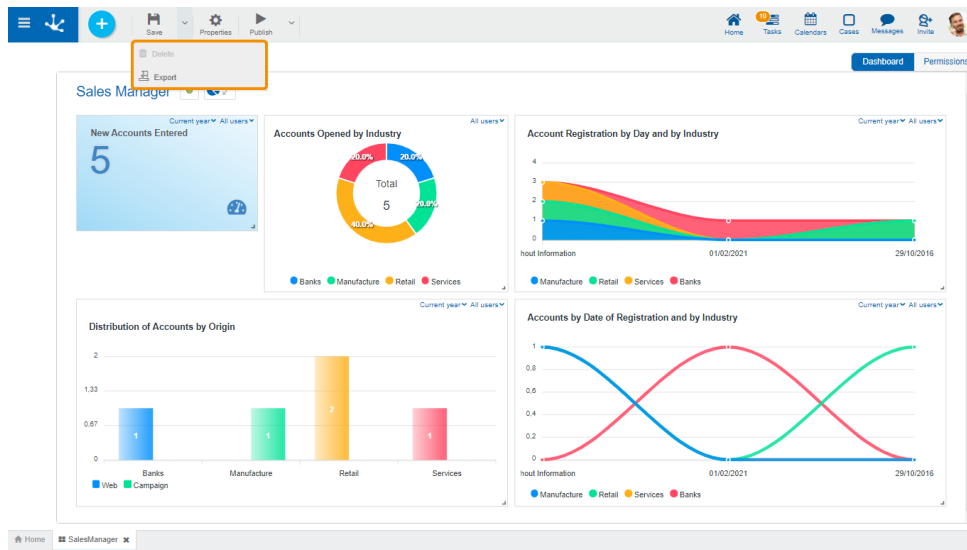 Save
Properties
Publish
Home
10
Tasks
Calendars
Cases
Messages
Invite
Delete
Export
Dashboard
Permissions
Sales Manager
Current year All users
New Accounts Entered
5
All users
Accounts Opened by Industry
20.0% 20.0%
Total
5
20.0%
40.0%
Banks Manufacture Retail Services
Current year All users
Account Registration by Day and by Industry
4
3
2
1
0
hout Information 01/02/2021 29/10/2016
Manufacture Retail Services Banks
Current year All users
Distribution of Accounts by Origin
2
1,33
0.67
0
1
1
2
1
Banks Manufacture Retail Services
Web Campaign
Current year All users
Accounts by Date of Registration and by Industry
1
0,8
0,6
0,4
0,2
0
hout Information 01/02/2021 29/10/2016
Manufacture Retail Services Banks
Home
SalesManager